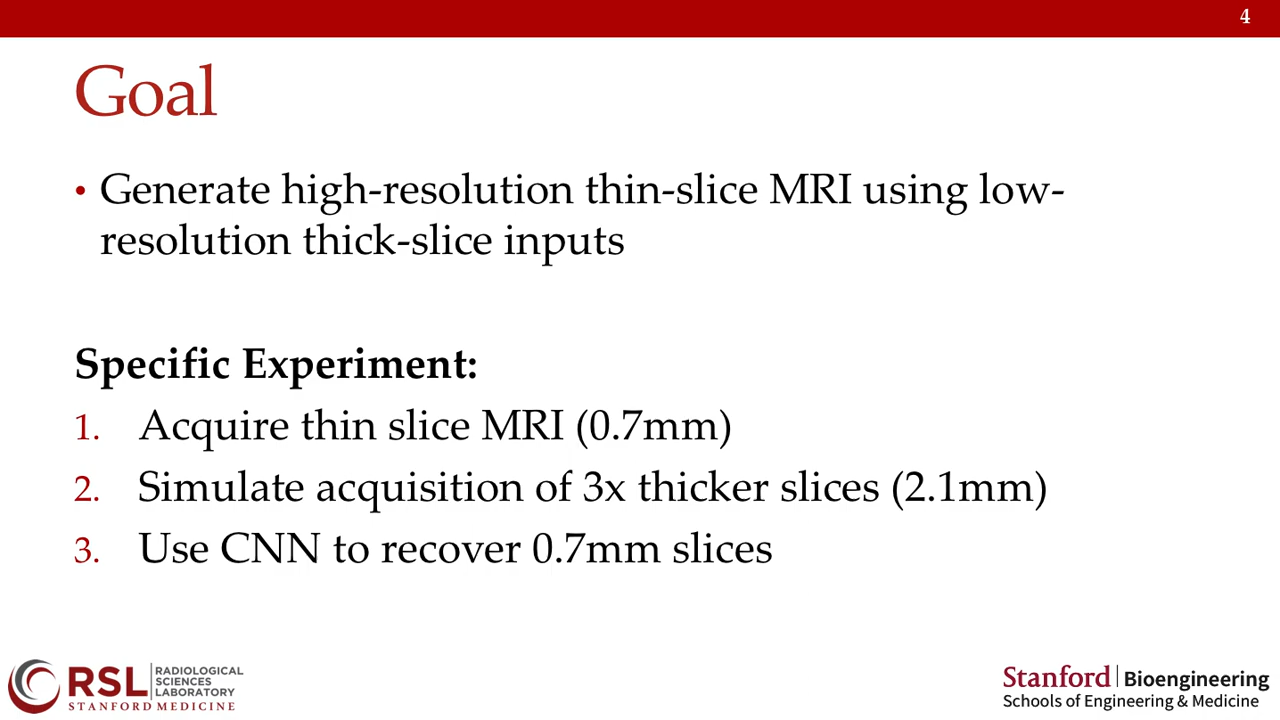 4
Goal
• Generate high-resolution thin-slice MRI using low-
resolution thick-slice inputs
Specific Experiment:
1. Acquire thin slice MRI (0.7mm)
2. Simulate acquisition of 3x thicker slices (2.1mm)
3. Use CNN to recover 0.7mm slices
RSL RADIOLOGICAL
SCIENCES
LABORATORY
STANFORD MEDICINE
Stanford Bioengineering
Schools of Engineering & Medicine